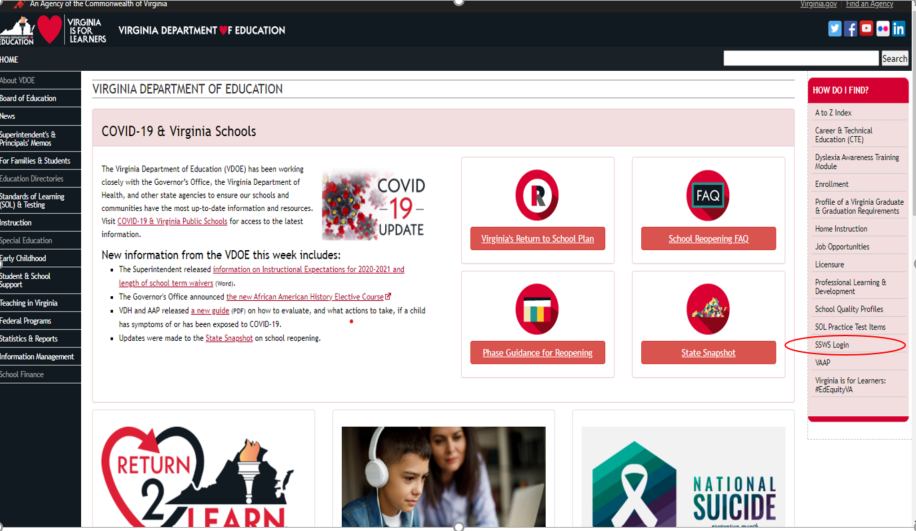 An Agency of the Commonwealth of Virginia
Virginia.gov | Find an Agency
EDUCATION
VIRGINIA
IS FOR
LEARNERS
VIRGINIA DEPARTMENT OF EDUCATION
HOME
Search
About VDOE
Board of Education
News
Superintendent's &
Principals' Memos
For Families & Students
Education Directories
Standards of Learning
(SOL) & Testing
Instruction
Special Education
Early Childhood
Student & School
Support
Teaching in Virginia
Federal Programs
Statistics & Reports
Information Management
School Finance
VIRGINIA DEPARTMENT OF EDUCATION
COVID-19 & Virginia Schools
The Virginia Department of Education (VDOE) has been working
closely with the Governor's Office, the Virginia Department of
Health, and other state agencies to ensure our schools and
communities have the most up-to-date information and resources.
Visit COVID-19 & Virginia Public Schools for access to the latest
information.
COVID
-19-
UPDATE
New information from the VDOE this week includes:
• The Superintendent released information on Instructional Expectations for 2020-2021 and
length of school term waivers (Word).
• The Governor's Office announced the new African American History Elective Course
• VDH and AAP released a new guide (PDF) on how to evaluate, and what actions to take, if a child
has symptoms of or has been exposed to COVID-19.
• Updates were made to the State Snapshot on school reopening.
R
Virginia's Return to School Plan
FAQ
School Reopening FAQ
Phase Guidance for Reopening
State Snapshot
HOW DO I FIND?
A to Z Index
Career & Technical
Education (CTE)
Dyslexia Awareness Training
Module
Enrollment
Profile of a Virginia Graduate
& Graduation Requirements
Home Instruction
Job Opportunities
Licensure
Professional Learning &
Development
School Quality Profiles
SOL Practice Test Items
SSWS Login
VAAP
Virginia is for Learners:
#EdEquityVA
RETURN
2
LEARN
NATIONAL
SUICIDE